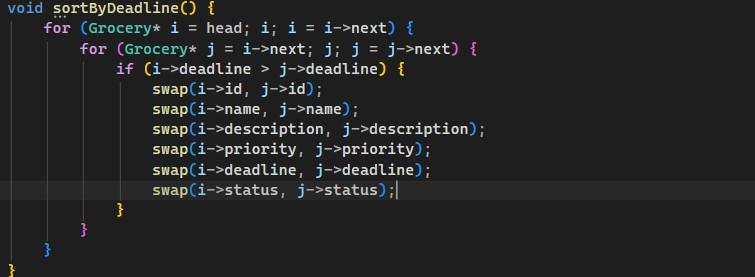 void sortByDeadline() {
    for (Grocery* i = head; i; i = i->next) {
        for (Grocery* j = i->next; j; j = j->next) {
            if (i->deadline > j->deadline) {
                swap(i->id, j->id);
                swap(i->name, j->name);
                swap(i->description, j->description);
                swap(i->priority, j->priority);
                swap(i->deadline, j->deadline);
                swap(i->status, j->status);
            }
        }
    }
}